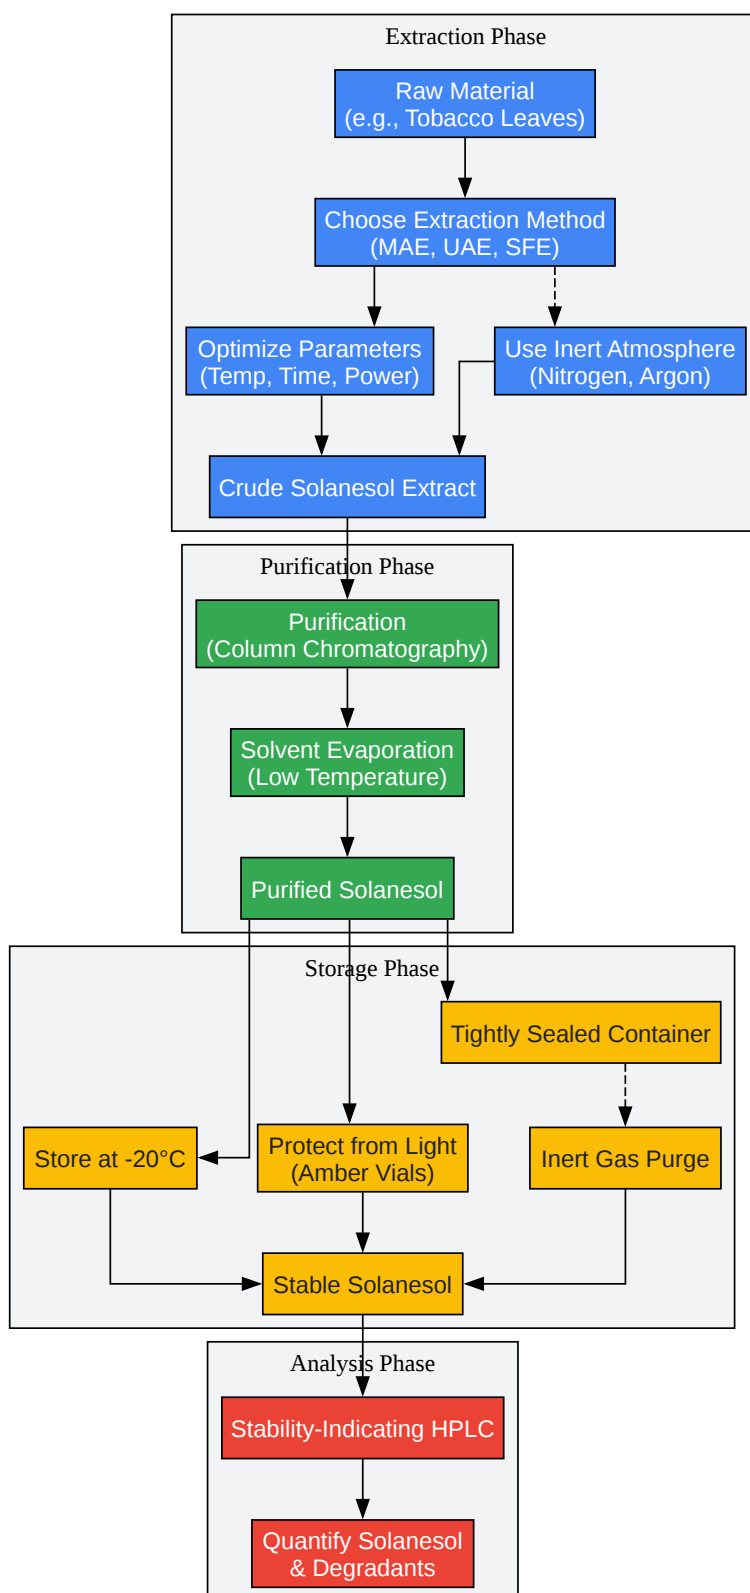 Extraction Phase
Raw Material
(e.g., Tobacco Leaves)
Choose Extraction Method
(MAE, UAE, SFE)
Optimize Parameters
(Temp, Time, Power)
Use Inert Atmosphere
(Nitrogen, Argon)
Crude Solanesol Extract
Purification Phase
Purification
(Column Chromatography)
Solvent Evaporation
(Low Temperature)
Purified Solanesol
Storage Phase
Tightly Sealed Container
Store at -20°C
Protect from Light
(Amber Vials)
Inert Gas Purge
Stable Solanesol
Analysis Phase
Stability-Indicating HPLC
Quantify Solanesol
& Degradants